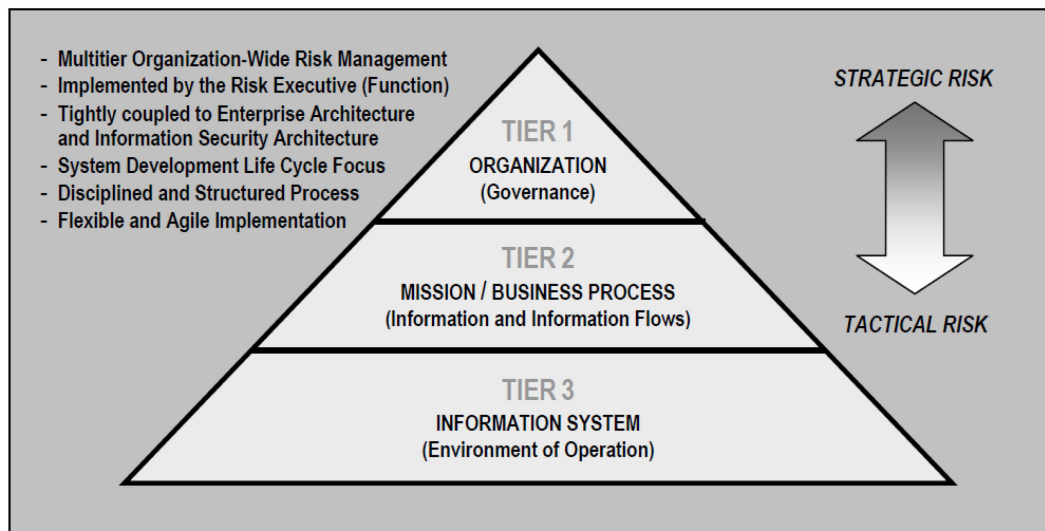 - Multitier Organization-Wide Risk Management
- Implemented by the Risk Executive (Function)
- Tightly coupled to Enterprise Architecture
and Information Security Architecture
- System Development Life Cycle Focus
- Disciplined and Structured Process
- Flexible and Agile Implementation
TIER 1
ORGANIZATION
(Governance)
TIER 2
MISSION / BUSINESS PROCESS
(Information and Information Flows)
TIER 3
INFORMATION SYSTEM
(Environment of Operation)
STRATEGIC RISK
TACTICAL RISK